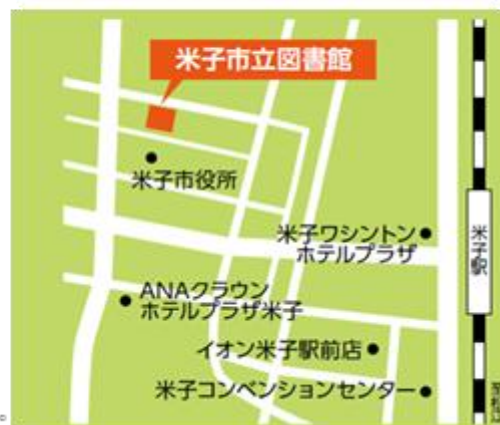 米子市立図書館
米子市役所
米子ワシントン
ホテルプラザ
米子駅
ANAクラウン
ホテルプラザ米子
イオン米子駅前店
米子コンベンションセンター